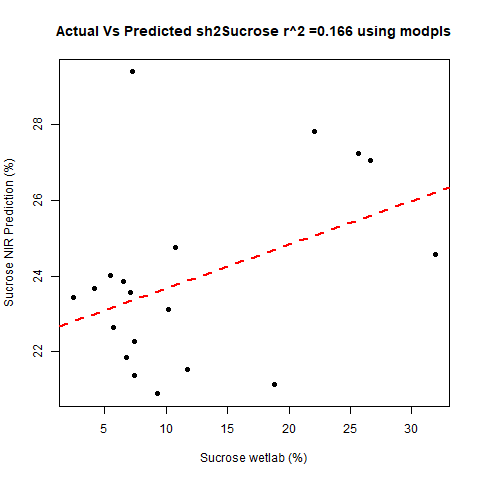 Actual Vs Predicted sh2Sucrose r^2 =0.166 using modpls
Sucrose NIR Prediction (%)
28
26
24
22
5 10 15 20 25 30
Sucrose wetlab (%)